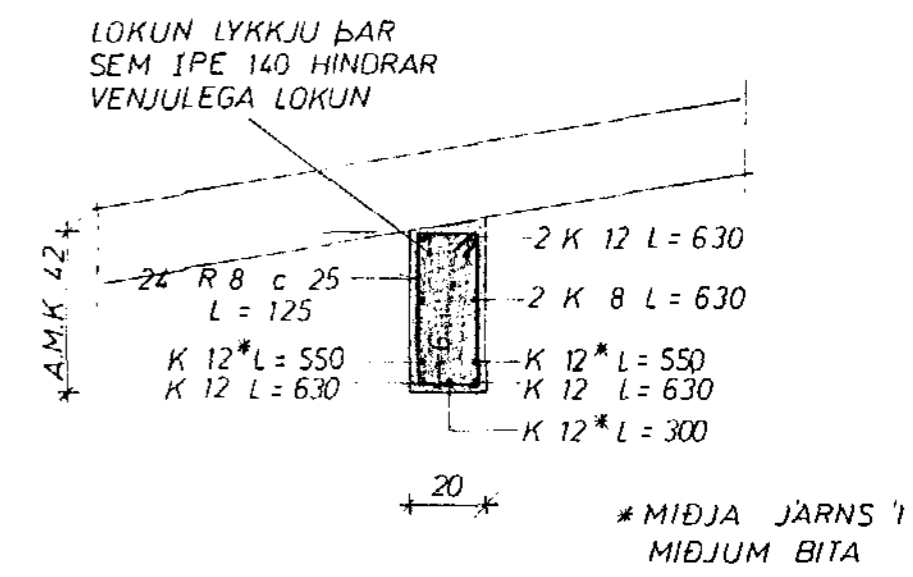 LOKUN LYKKJU ÞAR
SEM IPE 140 HINDRAR
VENJULEGA LOKUN
A.M.K 42
24 R 8 c 25
L = 125
K 12* L = 550
K 12 L = 630
2 K 12 L = 630
2 K 8 L = 630
K 12* L = 550
K 12 L = 630
K 12* L = 300
20
* MIÐJA JÁRNS Í
MIÐJUM BITA